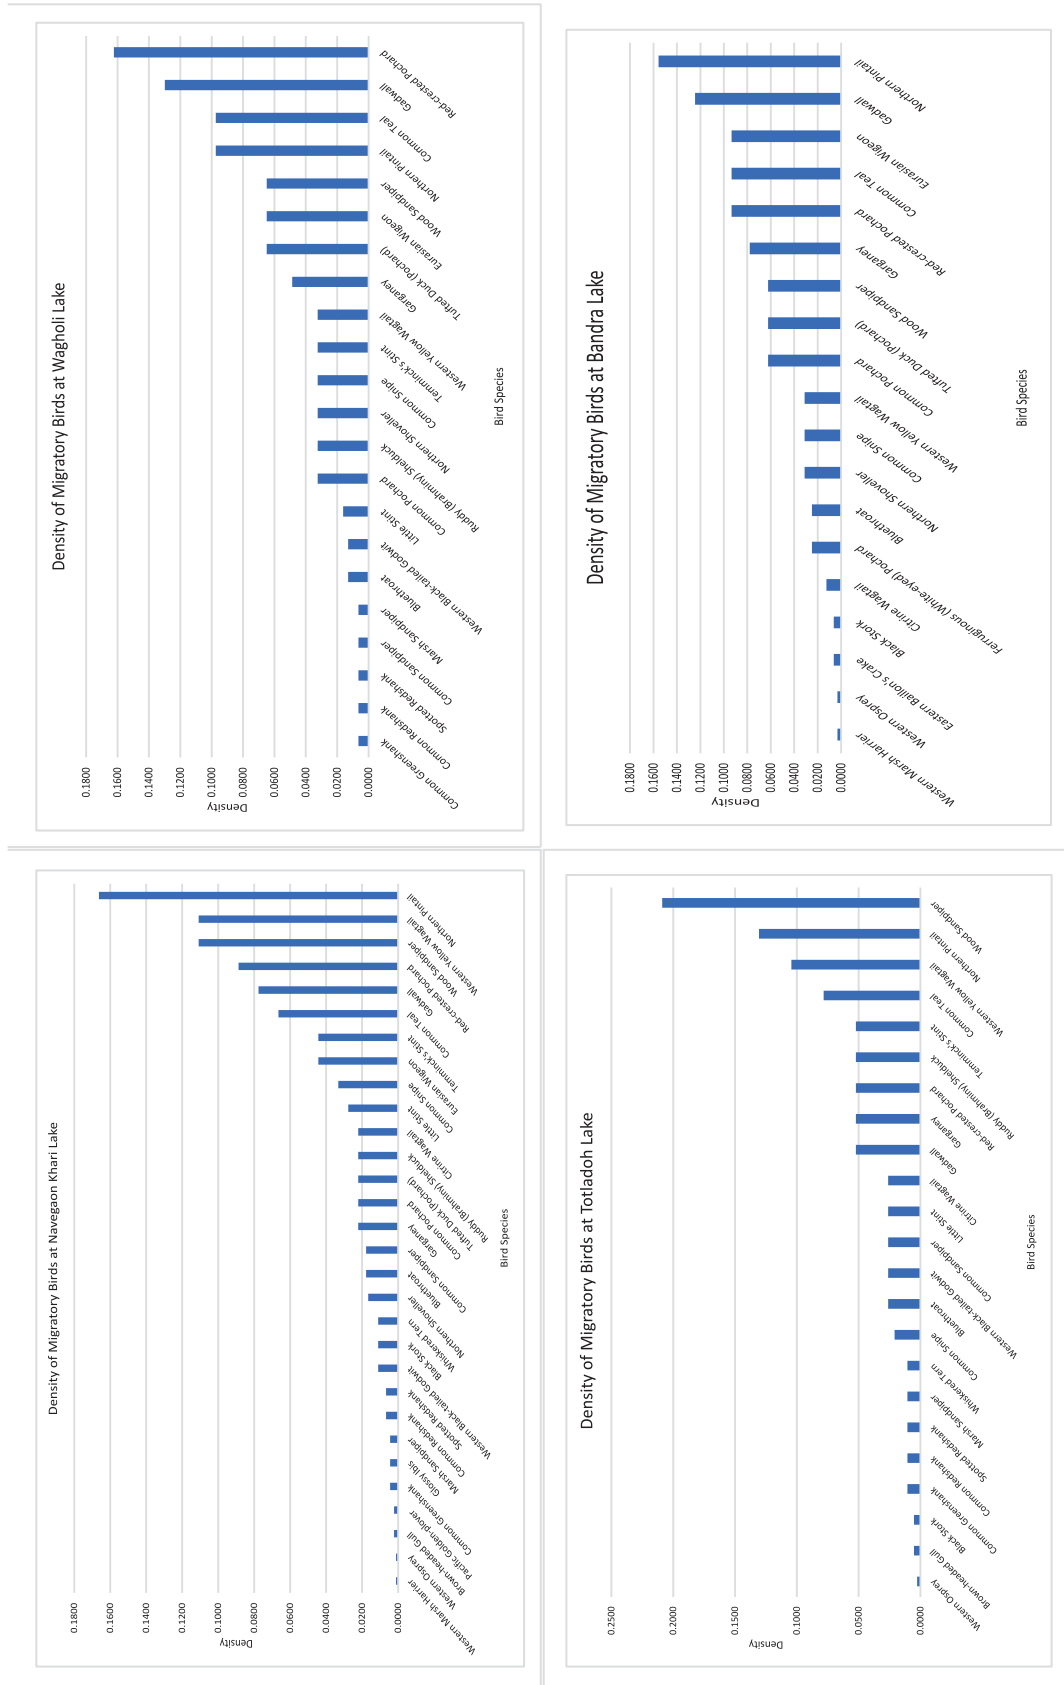 Density of Migratory Birds at Navegaon Khari Lake
0.1800
0.1600
0.1400
0.1200
0.1000
0.0800
0.0600
0.0400
0.0200
0.0000
Density
Western Marsh Harrier
Western Osprey
Brown-headed Gull
Pacific Golden-plover
Common Greenshank
Glossy Ibis
Marsh Sandpiper
Common Redshank
Spotted Redshank
Western Black-tailed Godwit
Black Stork
Whiskered Tern
Northern Shoveller
Bluethroat
Common Sandpiper
Garganey
Common Pochard
Tufted Duck (Pochard)
Ruddy (Brahminy) Shelduck
Citrine Wagtail
Little Stint
Common Snipe
Eurasian Wigeon
Temminck's Stint
Common Teal
Gadwall
Red-crested Pochard
Wood Sandpiper
Western Yellow Wagtail
Northern Pintail
Bird Species
Density of Migratory Birds at Wagholi Lake
0.1800
0.1600
0.1400
0.1200
0.1000
0.0800
0.0600
0.0400
0.0200
0.0000
Density
Common Greenshank
Common Redshank
Spotted Redshank
Common Sandpiper
Marsh Sandpiper
Bluethroat
Western Black-tailed Godwit
Little Stint
Common Pochard
Ruddy (Brahminy) Shelduck
Northern Shoveller
Common Snipe
Temminck's Stint
Western Yellow Wagtail
Garganey
Tufted Duck (Pochard)
Eurasian Wigeon
Wood Sandpiper
Northern Pintail
Common Teal
Gadwall
Red-crested Pochard
Bird Species
Density of Migratory Birds at Totladoh Lake
0.2500
0.2000
0.1500
0.1000
0.0500
0.0000
Density
Western Osprey
Brown-headed Gull
Black Stork
Common Greenshank
Common Redshank
Spotted Redshank
Marsh Sandpiper
Whiskered Tern
Common Snipe
Bluethroat
Western Black-tailed Godwit
Common Sandpiper
Little Stint
Citrine Wagtail
Gadwall
Garganey
Red-crested Pochard
Ruddy (Brahminy) Shelduck
Temminck's Stint
Common Teal
Western Yellow Wagtail
Northern Pintail
Wood Sandpiper
Bird Species
Density of Migratory Birds at Bandra Lake
0.1800
0.1600
0.1400
0.1200
0.1000
0.0800
0.0600
0.0400
0.0200
0.0000
Density
Western Marsh Harrier
Western Osprey
Eastern Baillon's Crake
Black Stork
Citrine Wagtail
Ferruginous (White-eyed) Pochard
Bluethroat
Northern Shoveller
Common Snipe
Western Yellow Wagtail
Common Pochard
Tufted Duck (Pochard)
Wood Sandpiper
Garganey
Red-crested Pochard
Common Teal
Eurasian Wigeon
Gadwall
Northern Pintail
Bird Species